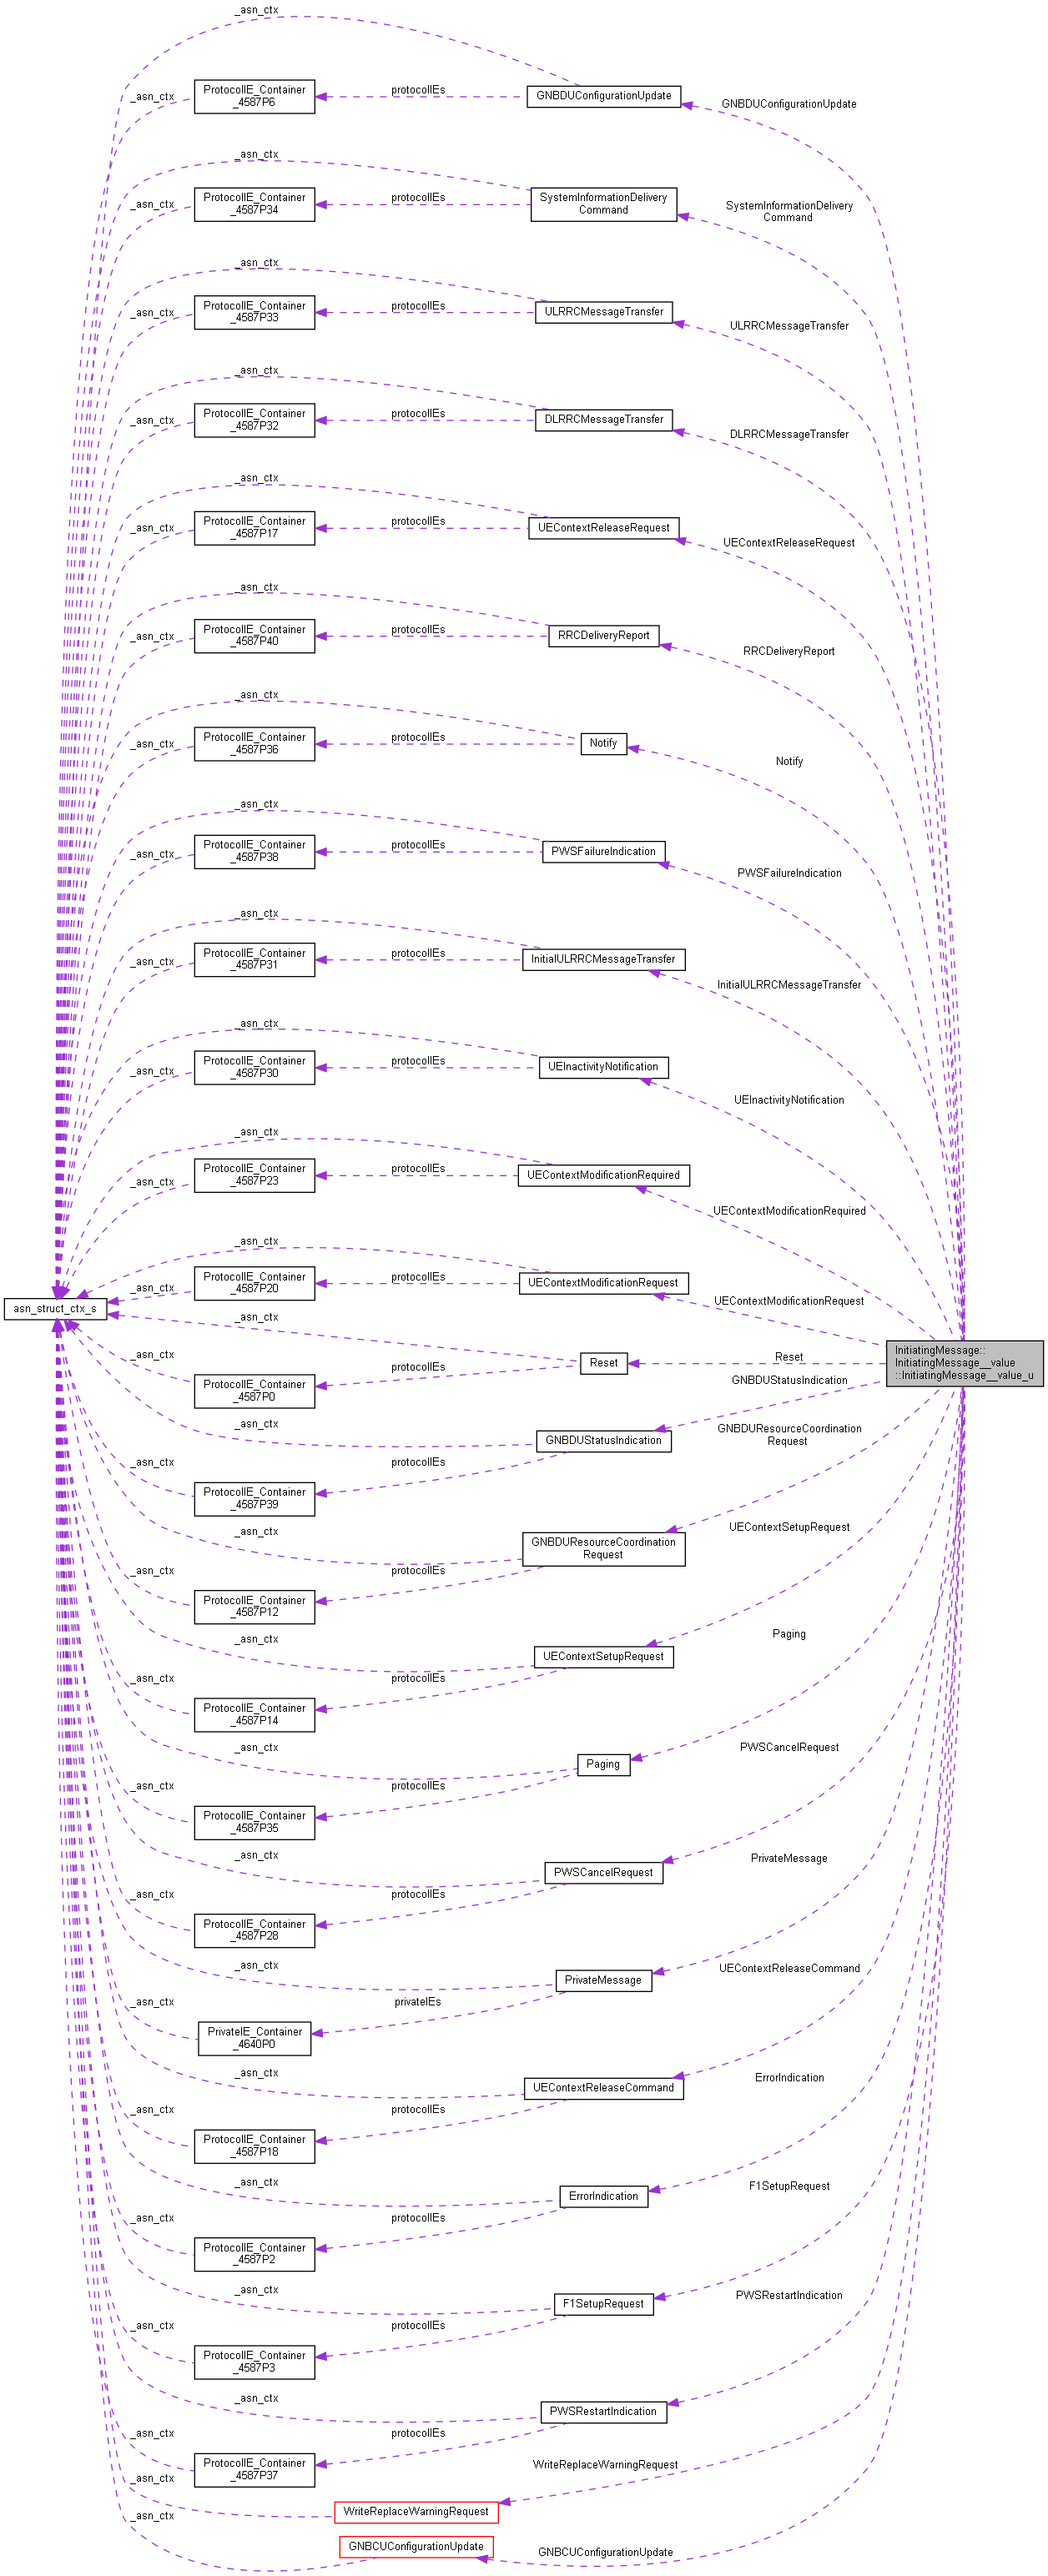 _asn_ctx
ProtocolIE_Container
_4587P6
_asn_ctx
protocolIEs
GNBDUConfigurationUpdate
GNBDUConfigurationUpdate
_asn_ctx
ProtocolIE_Container
_4587P34
_asn_ctx
protocolIEs
SystemInformationDelivery
Command
SystemInformationDelivery
Command
_asn_ctx
ProtocolIE_Container
_4587P33
_asn_ctx
protocolIEs
ULRRCMessageTransfer
ULRRCMessageTransfer
_asn_ctx
ProtocolIE_Container
_4587P32
_asn_ctx
protocolIEs
DLRRCMessageTransfer
DLRRCMessageTransfer
_asn_ctx
ProtocolIE_Container
_4587P17
_asn_ctx
protocolIEs
UEContextReleaseRequest
UEContextReleaseRequest
_asn_ctx
ProtocolIE_Container
_4587P40
_asn_ctx
protocolIEs
RRCDeliveryReport
RRCDeliveryReport
_asn_ctx
ProtocolIE_Container
_4587P36
_asn_ctx
protocolIEs
Notify
Notify
_asn_ctx
ProtocolIE_Container
_4587P38
_asn_ctx
protocolIEs
PWSFailureIndication
PWSFailureIndication
_asn_ctx
ProtocolIE_Container
_4587P31
_asn_ctx
protocolIEs
InitialULRRCMessageTransfer
InitialULRRCMessageTransfer
_asn_ctx
ProtocolIE_Container
_4587P30
_asn_ctx
protocolIEs
UEInactivityNotification
UEInactivityNotification
_asn_ctx
ProtocolIE_Container
_4587P23
_asn_ctx
protocolIEs
UEContextModificationRequired
UEContextModificationRequired
_asn_ctx
ProtocolIE_Container
_4587P20
_asn_ctx
protocolIEs
UEContextModificationRequest
UEContextModificationRequest
asn_struct_ctx_s
_asn_ctx
Reset
Reset
InitiatingMessage::
InitiatingMessage__value
::InitiatingMessage__value_u
_asn_ctx
protocolIEs
ProtocolIE_Container
_4587P0
GNBDUStatusIndication
_asn_ctx
GNBDUStatusIndication
_asn_ctx
protocolIEs
ProtocolIE_Container
_4587P39
GNBDUResourceCoordination
Request
_asn_ctx
GNBDUResourceCoordination
Request
_asn_ctx
protocolIEs
ProtocolIE_Container
_4587P12
UEContextSetupRequest
_asn_ctx
UEContextSetupRequest
_asn_ctx
protocolIEs
ProtocolIE_Container
_4587P14
Paging
_asn_ctx
Paging
_asn_ctx
protocolIEs
ProtocolIE_Container
_4587P35
PWSCancelRequest
_asn_ctx
PWSCancelRequest
_asn_ctx
protocolIEs
ProtocolIE_Container
_4587P28
PrivateMessage
_asn_ctx
PrivateMessage
_asn_ctx
privateIEs
PrivateIE_Container
_4640P0
UEContextReleaseCommand
_asn_ctx
UEContextReleaseCommand
_asn_ctx
protocolIEs
ProtocolIE_Container
_4587P18
ErrorIndication
_asn_ctx
ErrorIndication
_asn_ctx
protocolIEs
ProtocolIE_Container
_4587P2
F1SetupRequest
_asn_ctx
F1SetupRequest
_asn_ctx
protocolIEs
ProtocolIE_Container
_4587P3
PWSRestartIndication
_asn_ctx
PWSRestartIndication
_asn_ctx
protocolIEs
ProtocolIE_Container
_4587P37
WriteReplaceWarningRequest
_asn_ctx
WriteReplaceWarningRequest
_asn_ctx
GNBCUConfigurationUpdate
GNBCUConfigurationUpdate